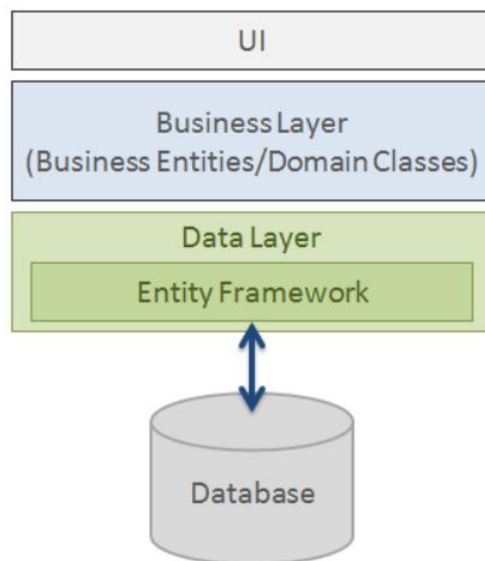 UI
Business Layer
(Business Entities/Domain Classes)
Data Layer
Entity Framework
Database